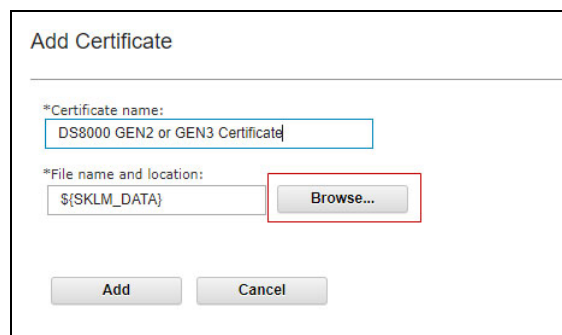 Add Certificate
*Certificate name:
DS8000 GEN2 or GEN3 Certificate
*File name and location:
${SKLM_DATA} Browse...
Add Cancel